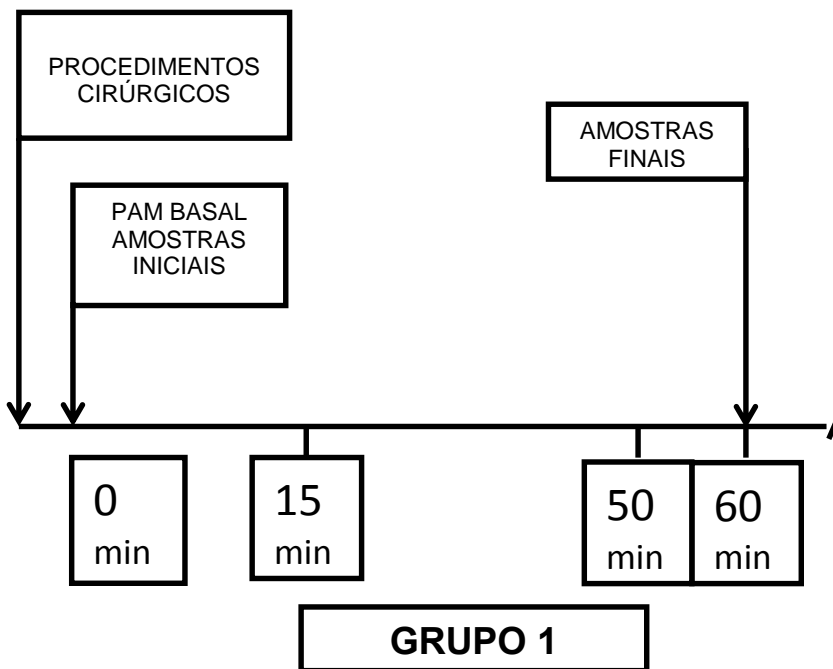 PROCEDIMENTOS
CIRÚRGICOS
AMOSTRAS
FINAIS
PAM BASAL
AMOSTRAS
INICIAIS
0
min
15
min
50
min
60
min
GRUPO 1